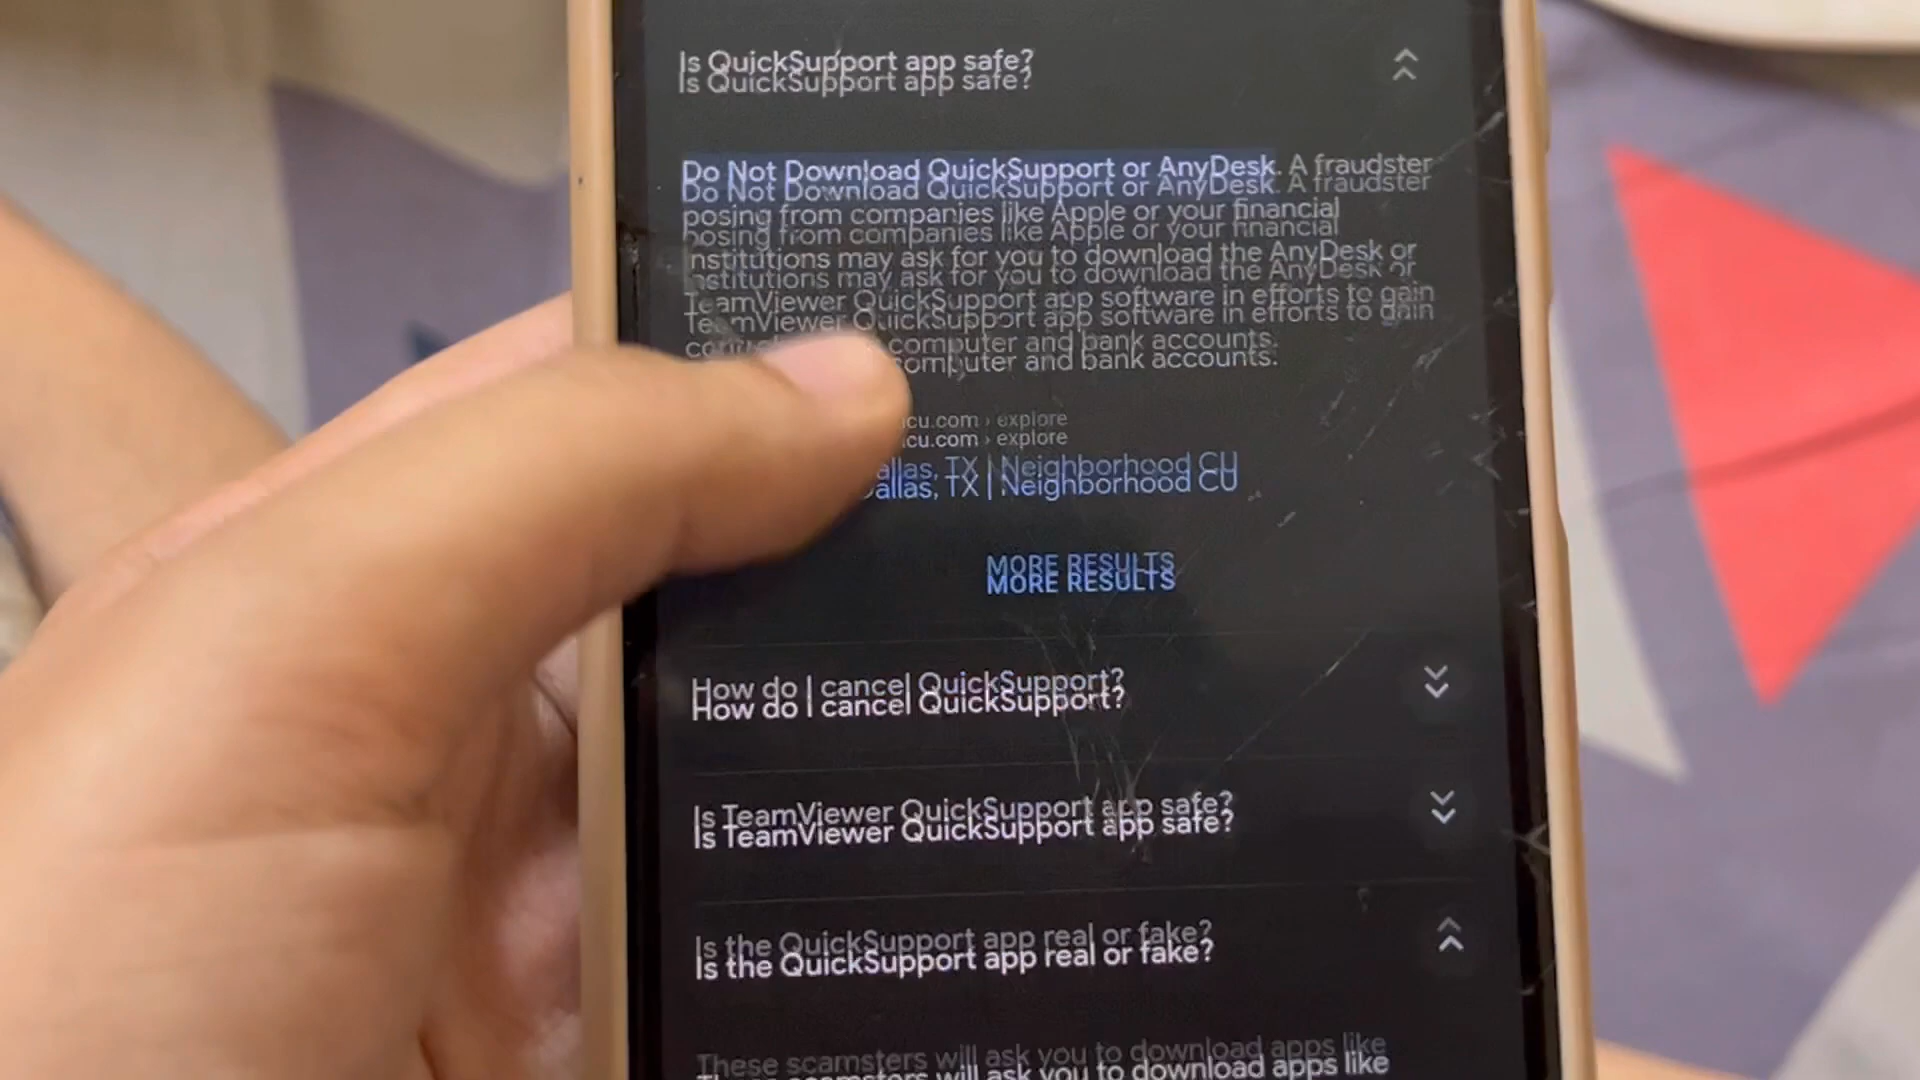 Is QuickSupport app safe?
Do Not Download QuickSupport or AnyDesk. A fraudster
posing from companies like Apple or your financial
institutions may ask for you to download the AnyDesk or
TeamViewer QuickSupport app software in efforts to gain
computer and bank accounts.
cu.com › explore
allas, TX | Neighborhood CU
MORE RESULTS
How do I cancel QuickSupport?
Is TeamViewer QuickSupport app safe?
Is the QuickSupport app real or fake?
These scamsters will ask you to download apps like